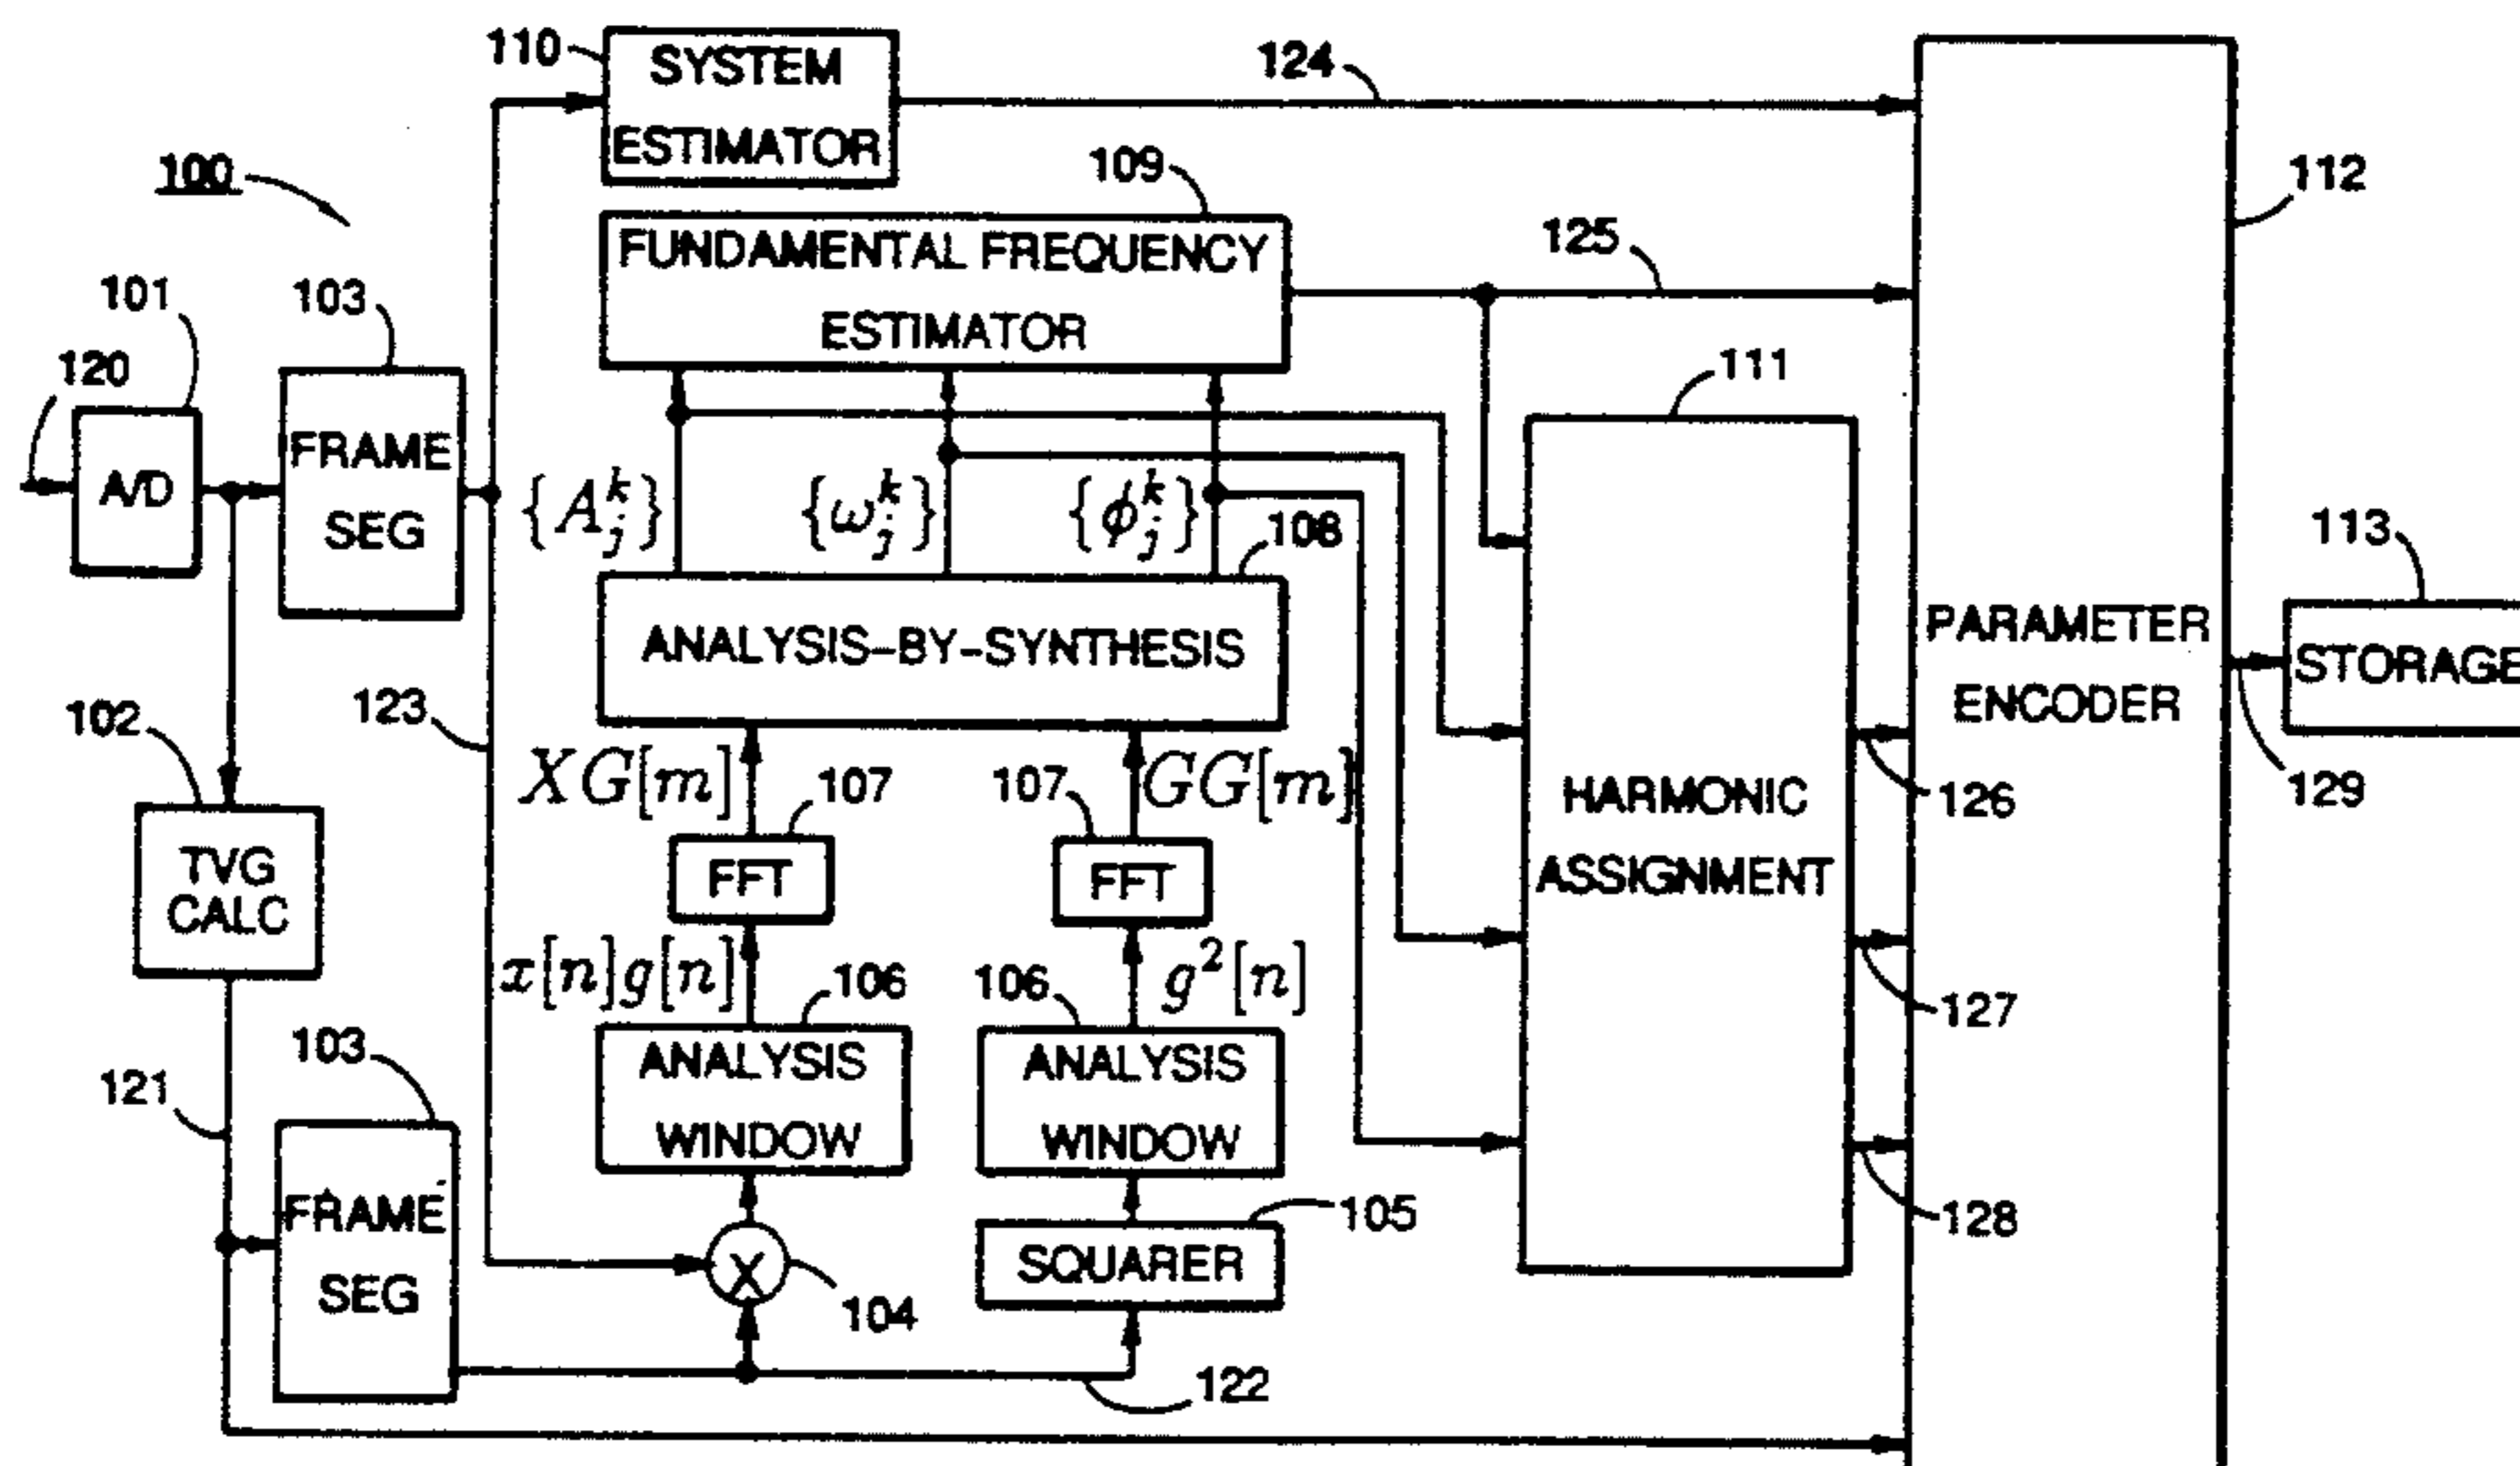 110
SYSTEM
ESTIMATOR
124
100
109
112
FUNDAMENTAL FREQUENCY
ESTIMATOR
125
101
103
120
111
A/D
FRAME
SEG
{A_j^k}
{ω_j^k}
{ϕ_j^k}
108
113
ANALYSIS-BY-SYNTHESIS
PARAMETER
ENCODER
STORAGE
102
123
XG[m]
107
107
GG[m]
129
126
HARMONIC
ASSIGNMENT
TVG
CALC
FFT
FFT
x[n]g[n]
106
106
g²[n]
127
103
ANALYSIS
WINDOW
ANALYSIS
WINDOW
121
FRAME
SEG
X
104
SQUARER
105
128
122